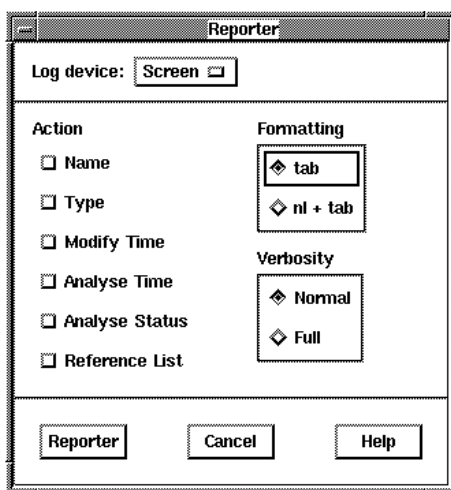 Reporter
Log device: Screen
Action
Name
Type
Modify Time
Analyse Time
Analyse Status
Reference List
Formatting
tab
nl + tab
Verbosity
Normal
Full
Reporter Cancel Help